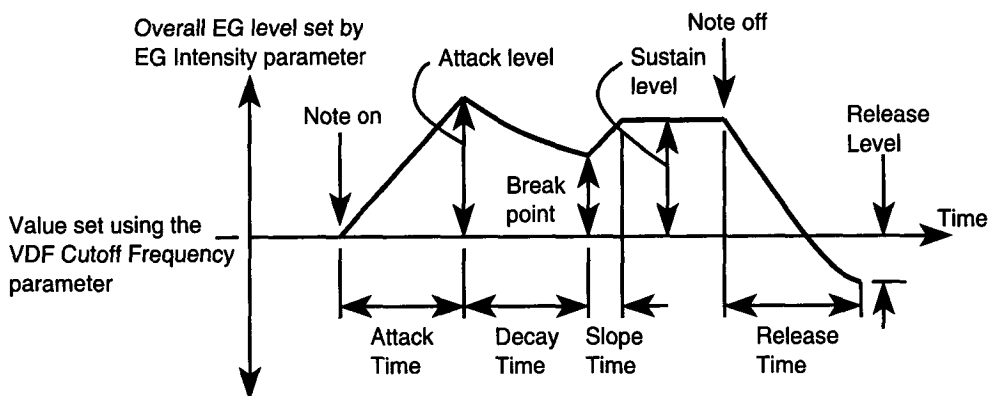 Overall EG level set by
EG Intensity parameter
Note off
Attack level
Sustain
level
Note on
Release
Level
Break
point
Value set using the
VDF Cutoff Frequency
parameter
Time
Attack
Time
Decay
Time
Slope
Time
Release
Time